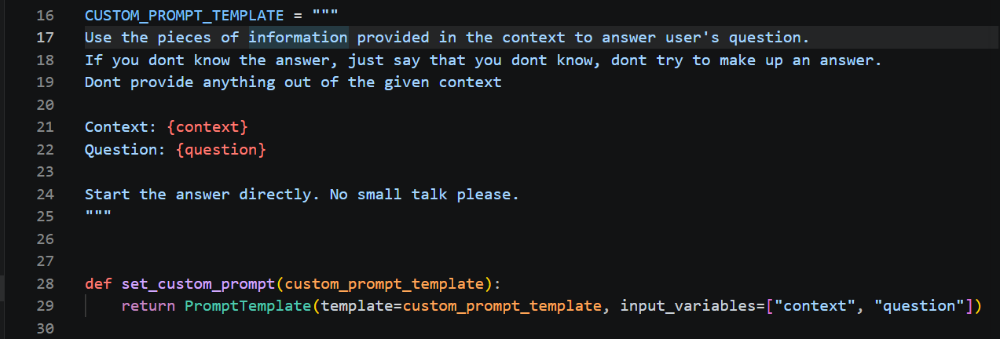 16 CUSTOM_PROMPT_TEMPLATE = """
17 Use the pieces of information provided in the context to answer user's question.
18 If you dont know the answer, just say that you dont know, dont try to make up an answer.
19 Dont provide anything out of the given context
20
21 Context: {context}
22 Question: {question}
23
24 Start the answer directly. No small talk please.
25 """
26
27
28 def set_custom_prompt(custom_prompt_template):
29     return PromptTemplate(template=custom_prompt_template, input_variables=["context", "question"])
30